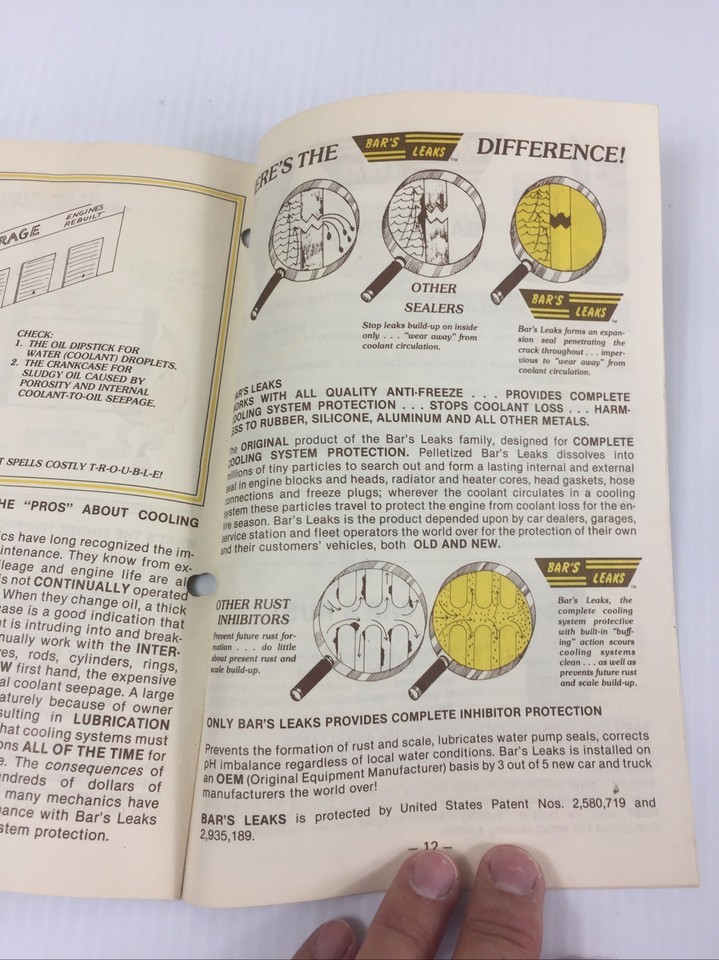 RAGE
ENGINES
REBUILT
CHECK:
1. THE OIL DIPSTICK FOR
WATER (COOLANT) DROPLETS.
2. THE CRANKCASE FOR
SLUDGY OIL CAUSED BY
POROSITY AND INTERNAL
COOLANT-TO-OIL SEEPAGE.
T SPELLS COSTLY T-R-O-U-B-L-E!
HE "PROS" ABOUT COOLING
ics have long recognized the im-
intenance. They know from ex-
ileage and engine life are al
is not CONTINUALLY operated
When they change oil, a thick
ase is a good indication that
t is intruding into and break-
nually work with the INTER-
es, rods, cylinders, rings,
W first hand, the expensive
al coolant seepage. A large
aturely because of owner
sulting in LUBRICATION
hat cooling systems must
ons ALL OF THE TIME for
e. The consequences of
undreds of dollars of
many mechanics have
ance with Bar's Leaks
stem protection.
ERE'S THE BAR'S LEAKS™ DIFFERENCE!
OTHER
SEALERS
Stop leaks build-up on inside
only . . . "wear away" from
coolant circulation.
BAR'S LEAKS™
Bar's Leaks forms an expan-
sion seal penetrating the
crack throughout . . . imper-
vious to "wear away" from
coolant circulation.
AR'S LEAKS
ORKS WITH ALL QUALITY ANTI-FREEZE . . . PROVIDES COMPLETE
OOLING SYSTEM PROTECTION . . . STOPS COOLANT LOSS . . . HARM-
ESS TO RUBBER, SILICONE, ALUMINUM AND ALL OTHER METALS.
he ORIGINAL product of the Bar's Leaks family, designed for COMPLETE
OOLING SYSTEM PROTECTION. Pelletized Bar's Leaks dissolves into
millions of tiny particles to search out and form a lasting internal and external
seal in engine blocks and heads, radiator and heater cores, head gaskets, hose
connections and freeze plugs; wherever the coolant circulates in a cooling
system these particles travel to protect the engine from coolant loss for the en-
tire season. Bar's Leaks is the product depended upon by car dealers, garages,
service station and fleet operators the world over for the protection of their own
and their customers' vehicles, both OLD AND NEW.
OTHER RUST
INHIBITORS
Prevent future rust for-
mation . . . do little
about present rust and
scale build-up.
BAR'S LEAKS™
Bar's Leaks, the
complete cooling
system protective
with built-in "buff-
ing" action scours
cooling systems
clean . . . as well as
prevents future rust
and scale build-up.
ONLY BAR'S LEAKS PROVIDES COMPLETE INHIBITOR PROTECTION
Prevents the formation of rust and scale, lubricates water pump seals, corrects
pH imbalance regardless of local water conditions. Bar's Leaks is installed on
an OEM (Original Equipment Manufacturer) basis by 3 out of 5 new car and truck
manufacturers the world over!
BAR'S LEAKS is protected by United States Patent Nos. 2,580,719 and
2,935,189.
— 12 —